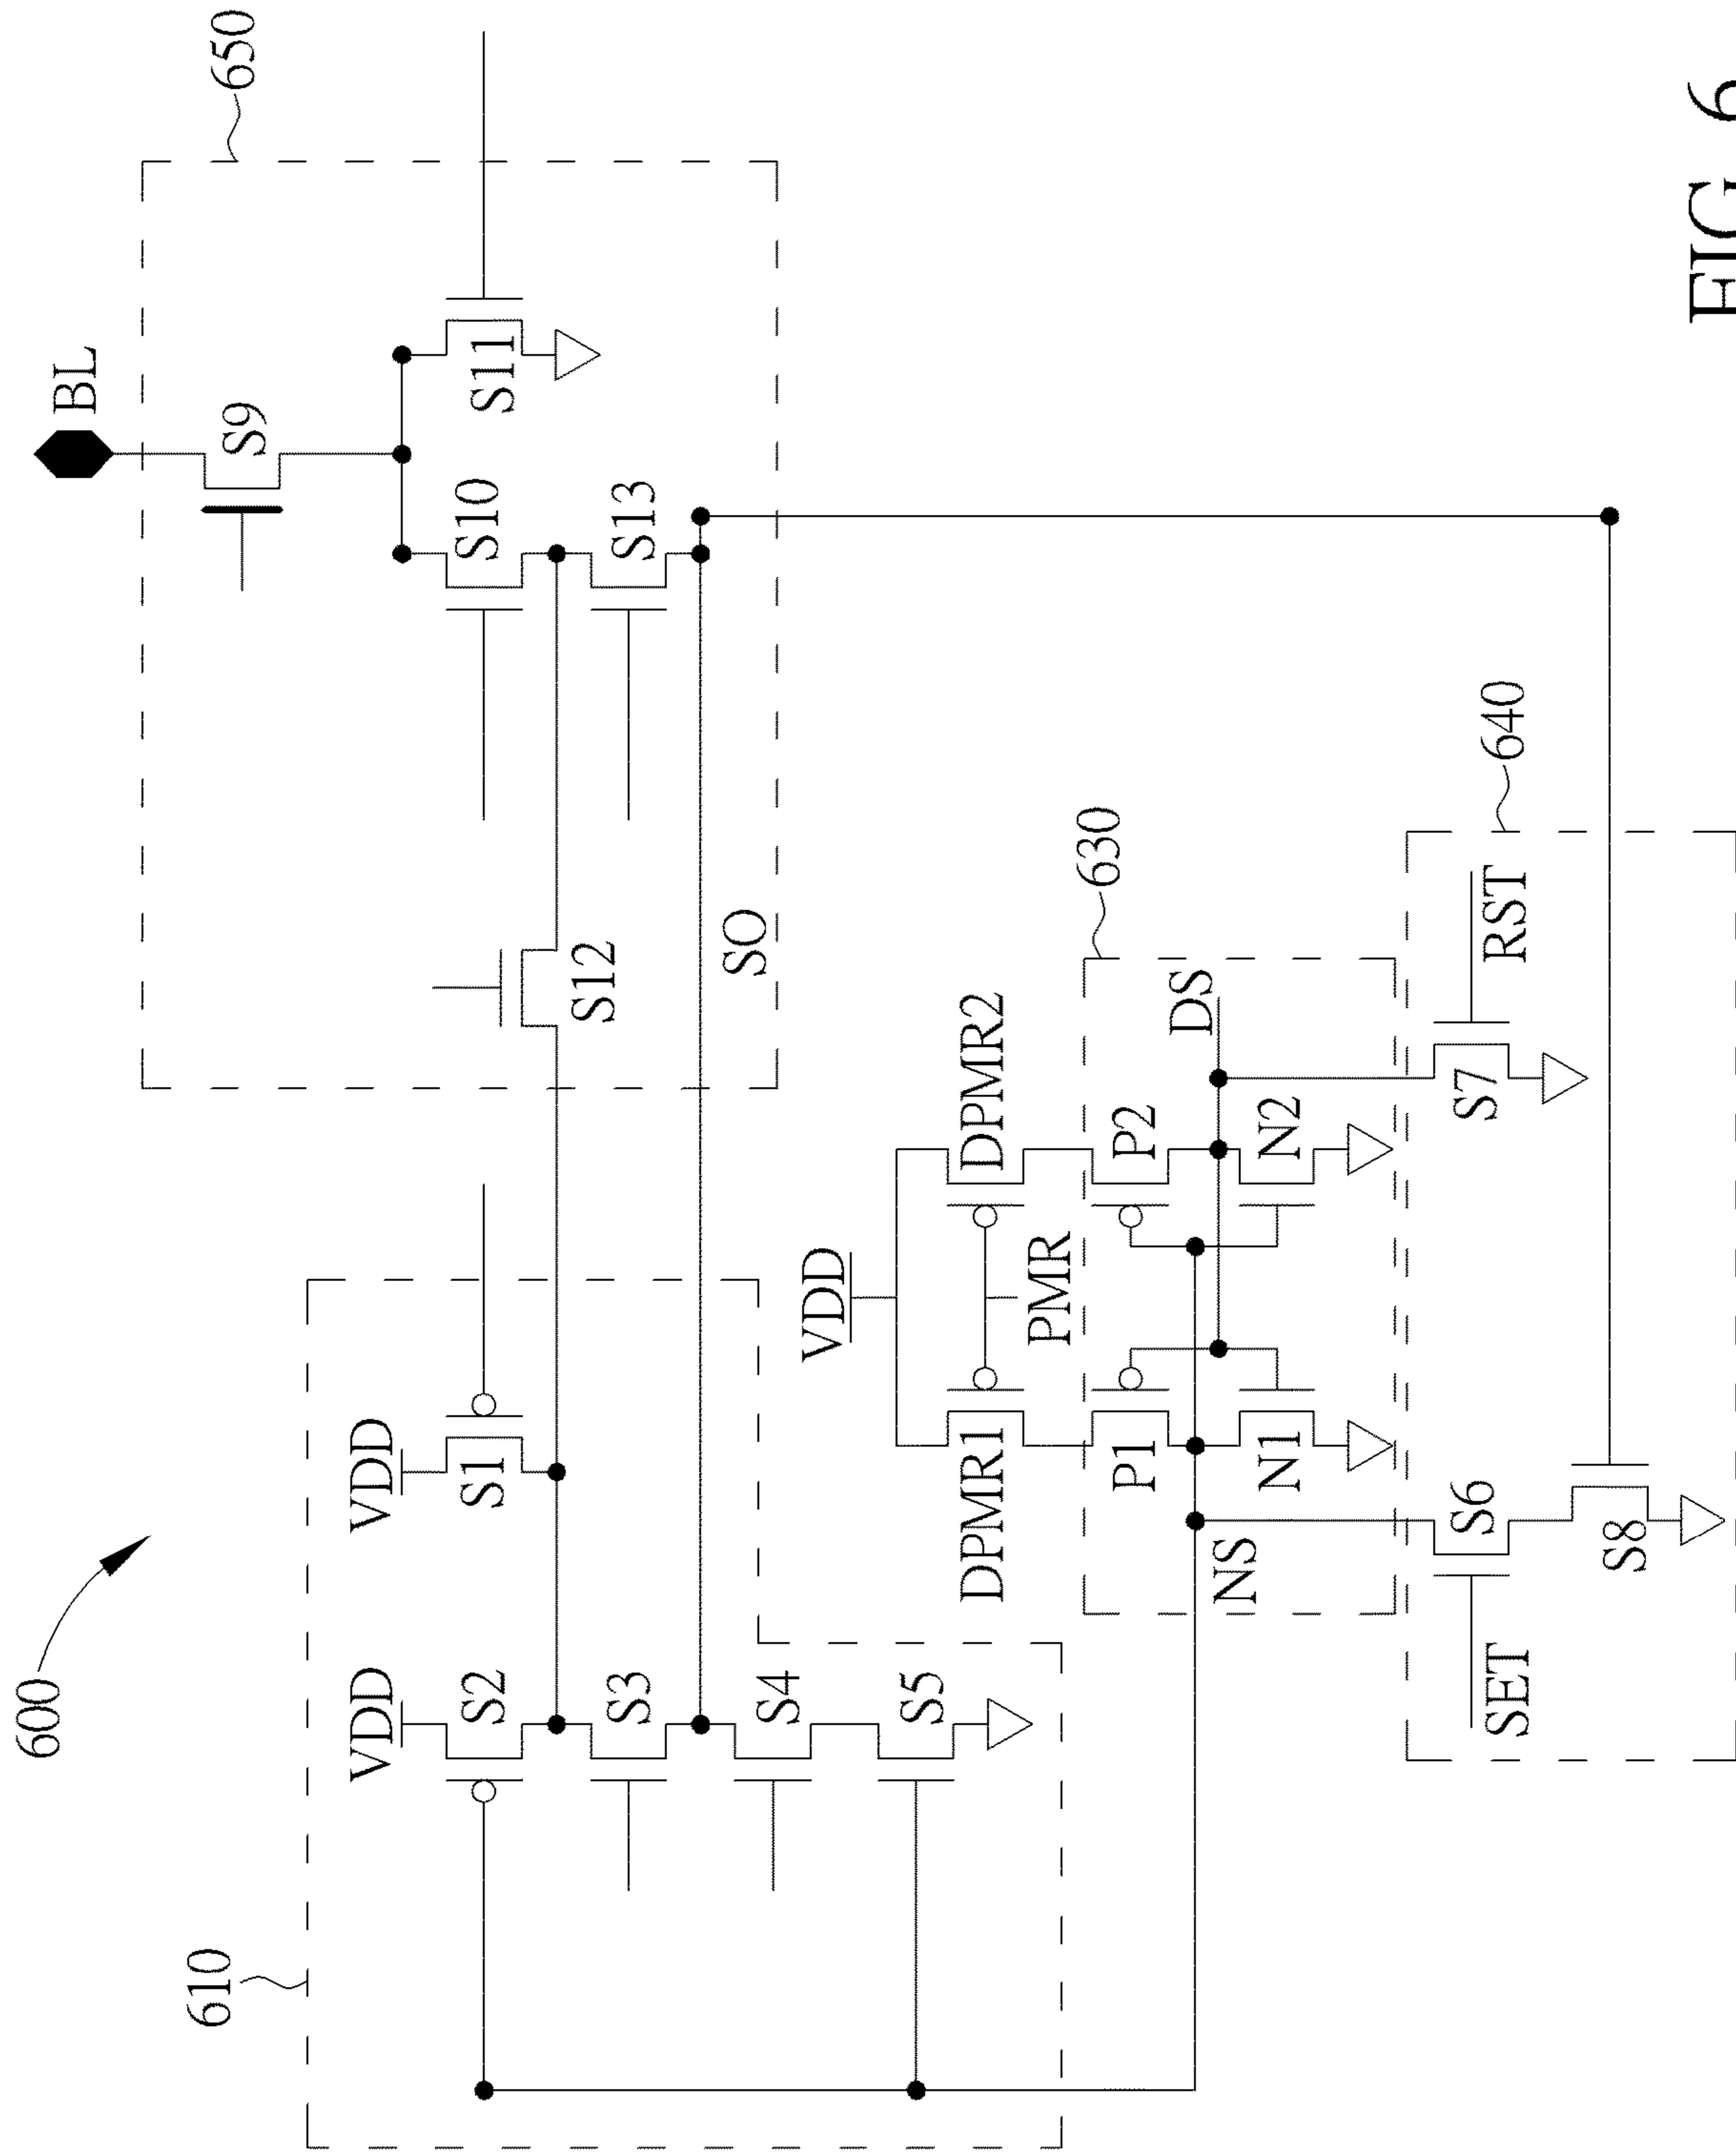 600
610
VDD
S2
S3
S4
S5
VDD
S1
S12
SO
BL
650
S9
S10
S11
S13
VDD
DPMR1
DPMR2
PMR
630
P1
P2
N1
N2
NS
DS
640
SET
S6
S7
RST
S8
FIG. 6